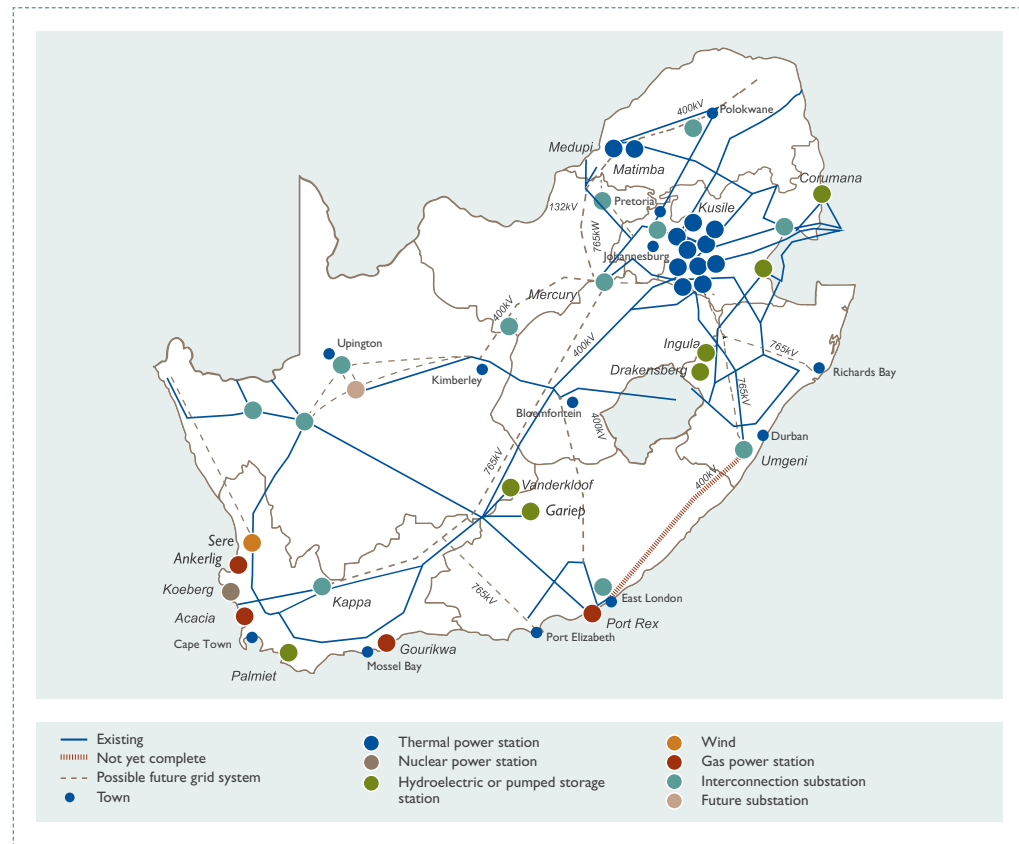 400kV
Polokwane
Medupi
Matimba
Corumana
132kV
Pretoria
Kusile
765kW
Johannesburg
Mercury
400kV
400kV
Ingula
765kV
Upington
Drakensberg
Richards Bay
Kimberley
765kV
Bloemfontein
400kV
Durban
765kV
Umgeni
400kV
Vanderkloof
Gariep
Sere
Ankerlig
Koeberg
765kV
Kappa
East London
Acacia
Port Rex
Cape Town
Port Elizabeth
Gourikwa
Mossel Bay
Palmiet
Existing
Not yet complete
Possible future grid system
Town
Thermal power station
Nuclear power station
Hydroelectric or pumped storage
station
Wind
Gas power station
Interconnection substation
Future substation